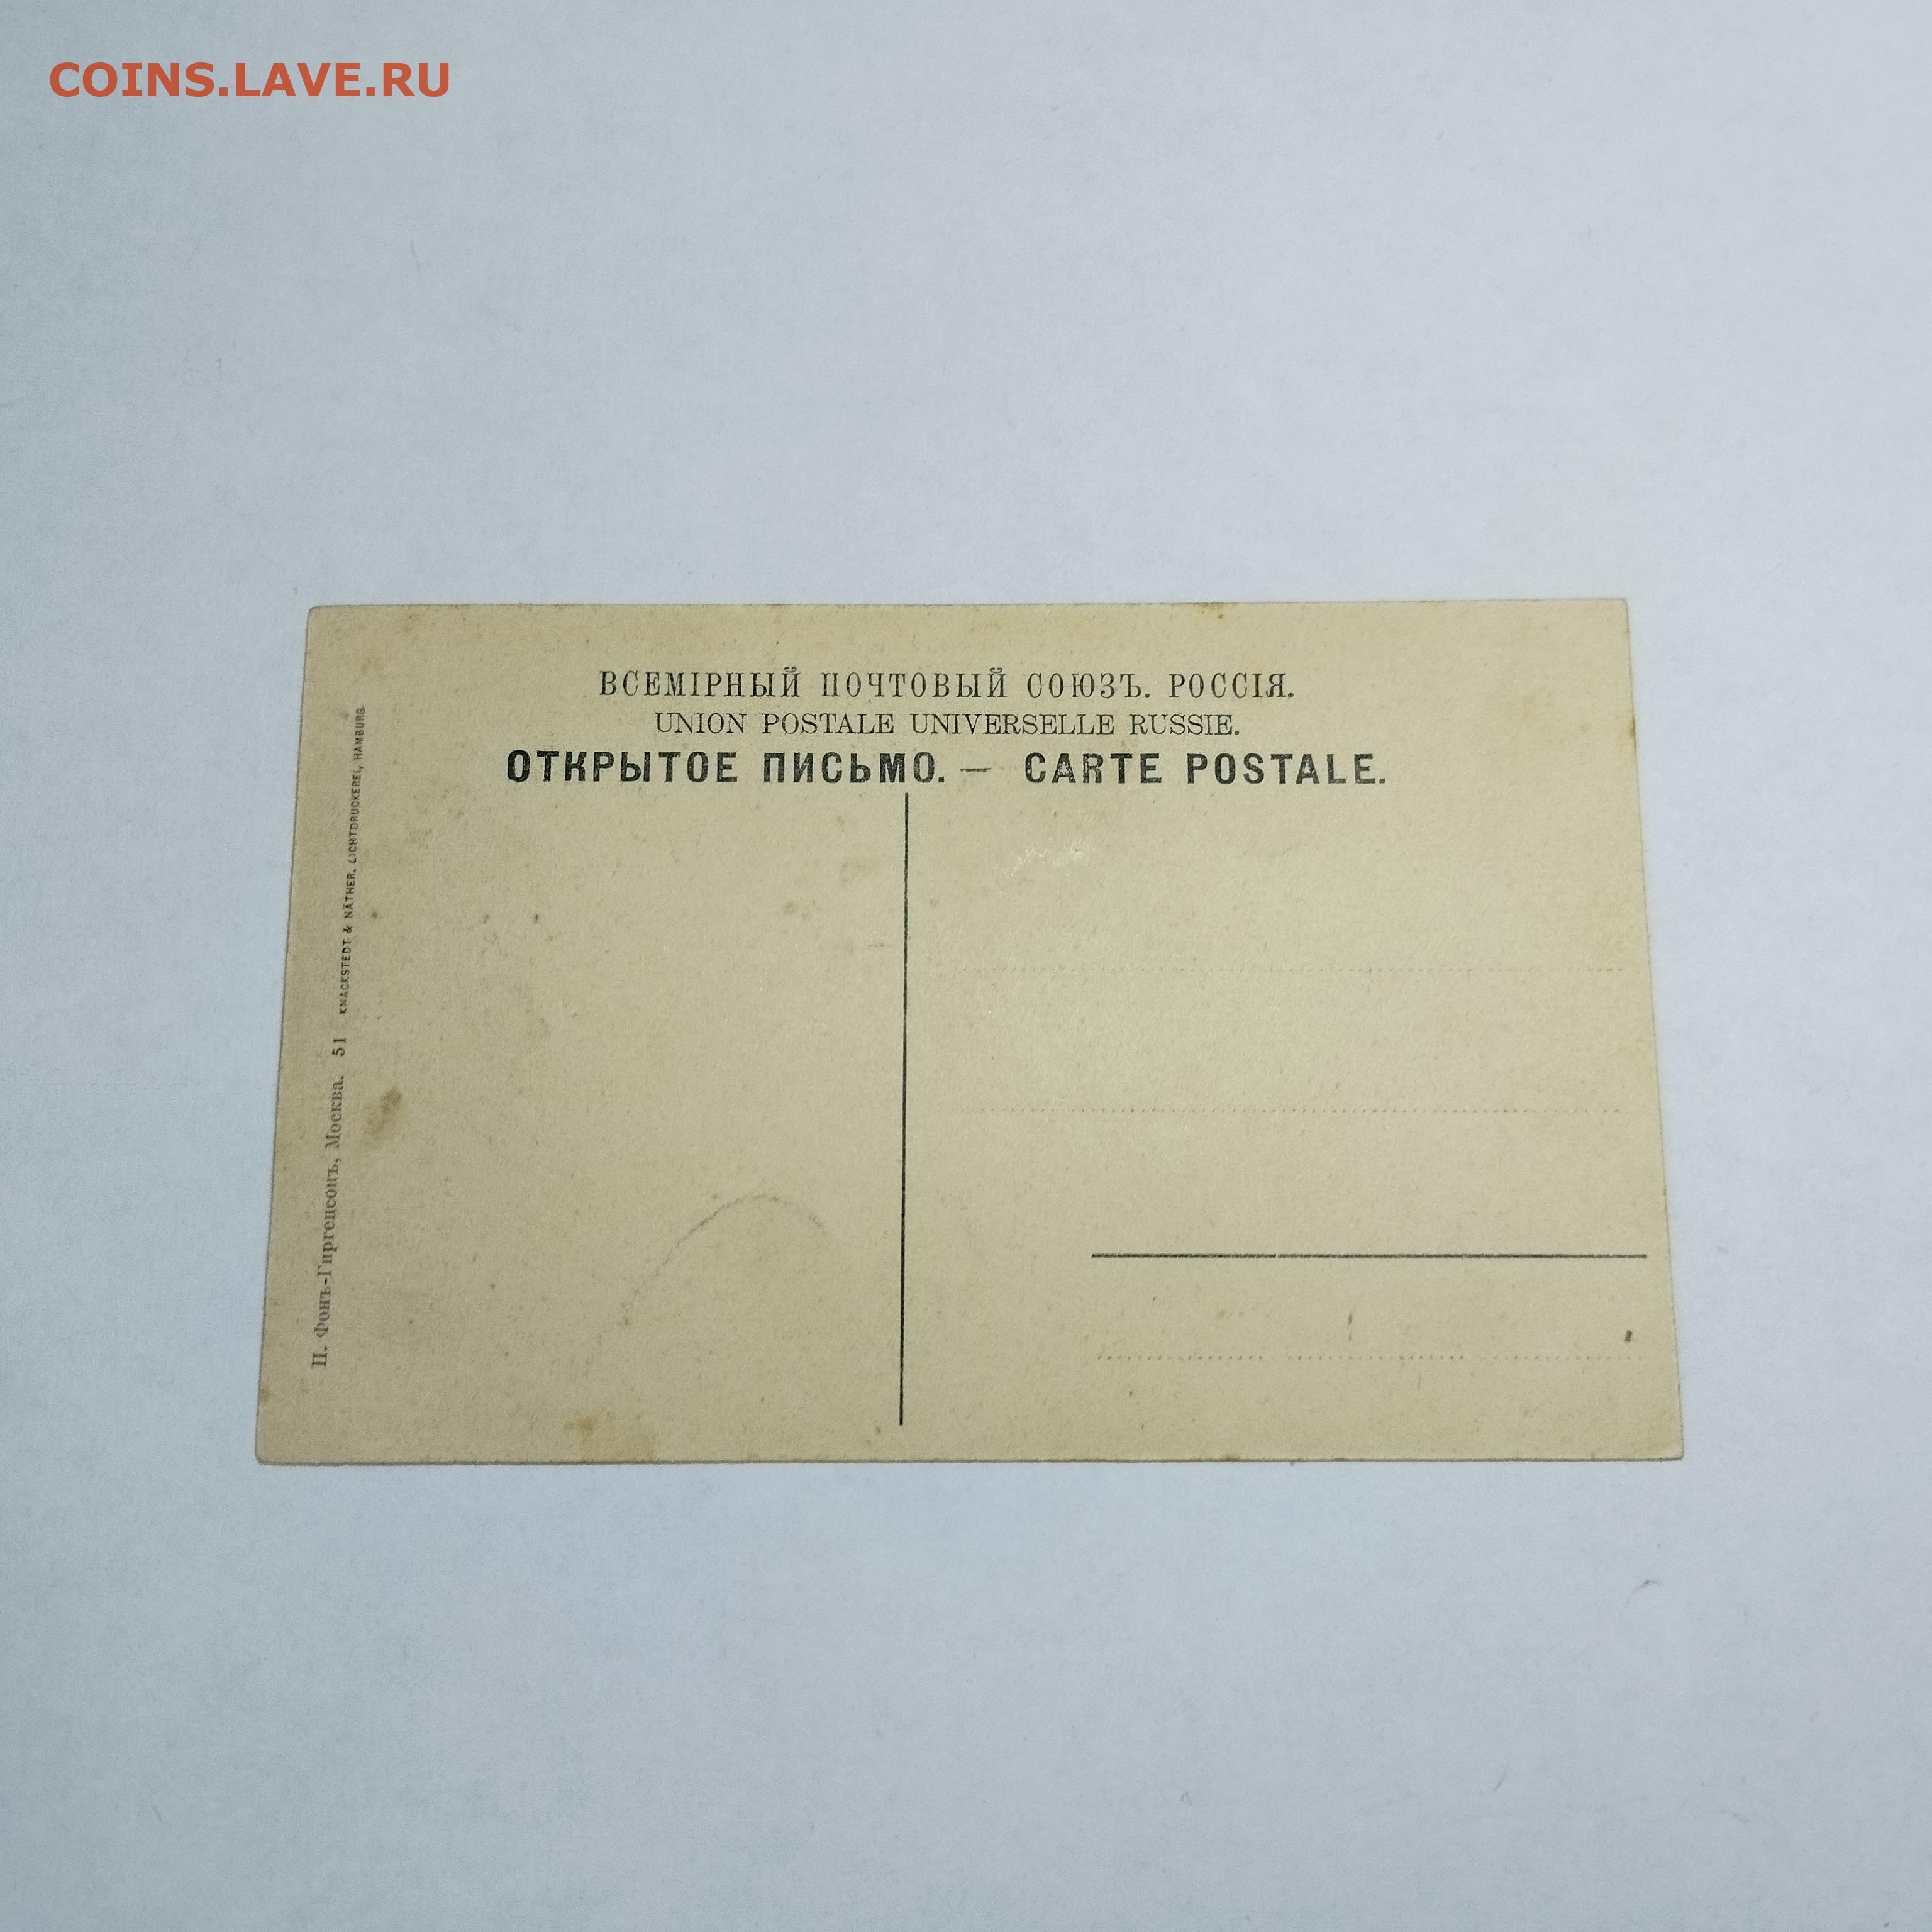 COINS.LAVE.RU
ВСЕМІРНЫЙ ПОЧТОВЫЙ СОЮЗЪ. РОССІЯ.
UNION POSTALE UNIVERSELLE RUSSIE.
ОТКРЫТОЕ ПИСЬМО. — CARTE POSTALE.
П. Фонъ-Гиргенсонъ, Москва. 51 KNACKSTEDT & NÄTHER, LICHTDRUCKEREI, HAMBURG